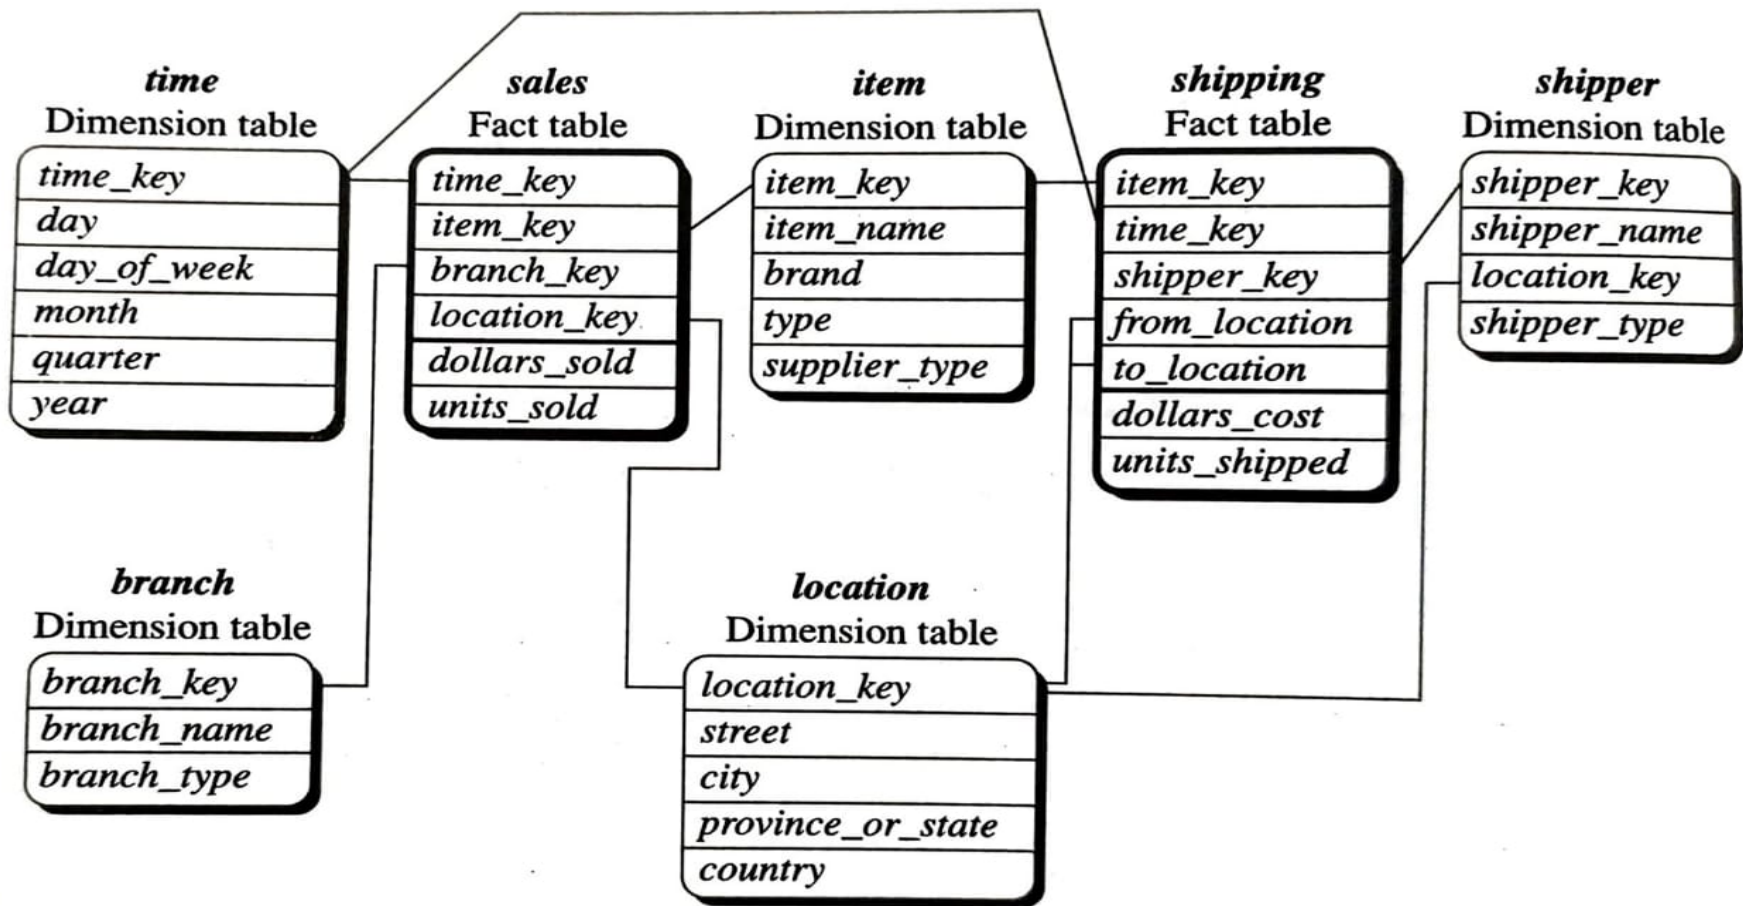 time
Dimension table
time_key
day
day_of_week
month
quarter
year
sales
Fact table
time_key
item_key
branch_key
location_key
dollars_sold
units_sold
item
Dimension table
item_key
item_name
brand
type
supplier_type
shipping
Fact table
item_key
time_key
shipper_key
from_location
to_location
dollars_cost
units_shipped
shipper
Dimension table
shipper_key
shipper_name
location_key
shipper_type
branch
Dimension table
branch_key
branch_name
branch_type
location
Dimension table
location_key
street
city
province_or_state
country